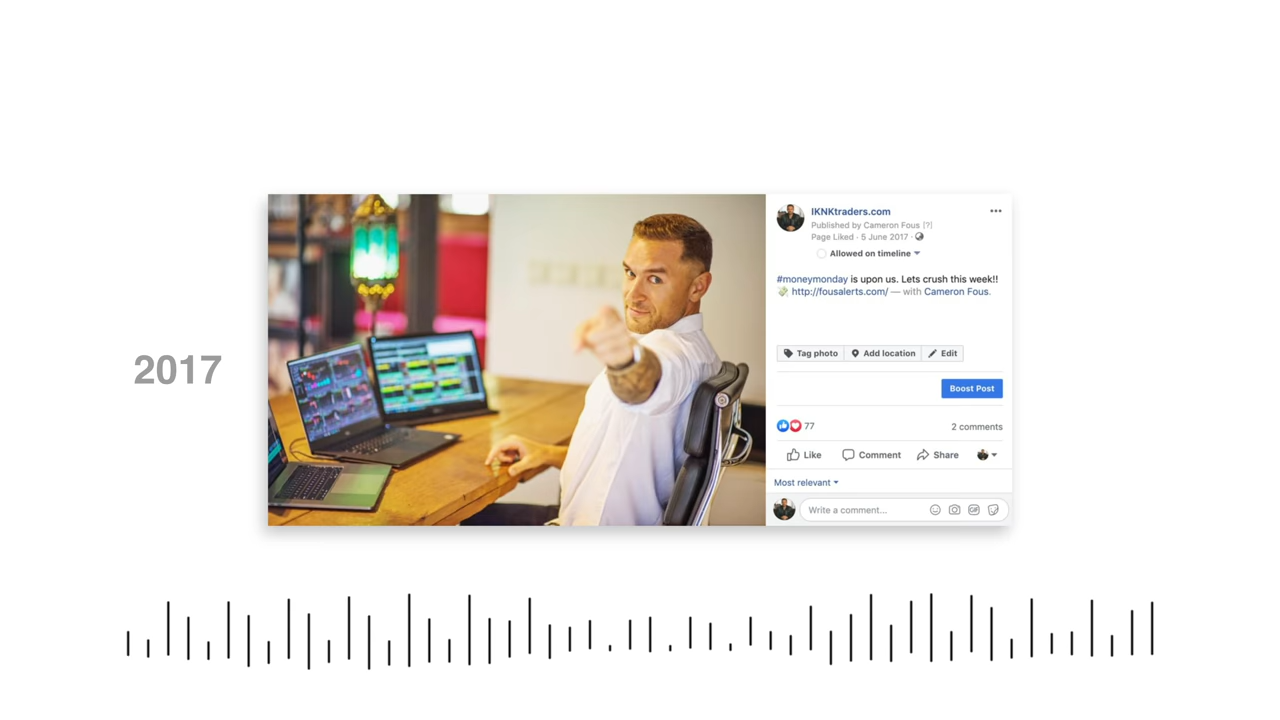 2017
IKNKtraders.com
Published by Cameron Fous [?]
Page Liked · 5 June 2017 ·
Allowed on timeline
#moneymonday is upon us. Lets crush this week!!
http://fousalerts.com/ — with Cameron Fous.
Tag photo Add location Edit
Boost Post
77 2 comments
Like Comment Share
Most relevant
Write a comment... GIF